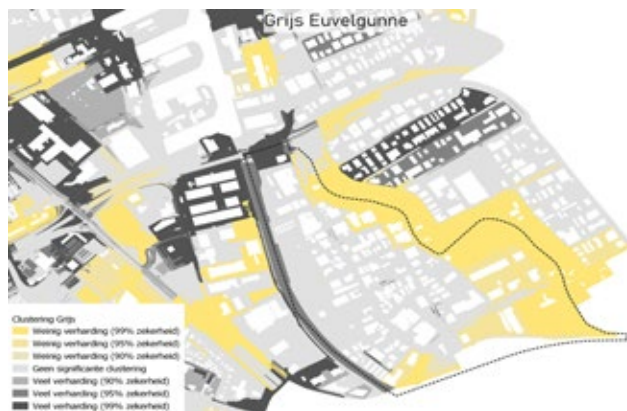 Grijs Euvelgunne
Clustering Grijs
Weinig verharding (99% zekerheid)
Weinig verharding (95% zekerheid)
Weinig verharding (90% zekerheid)
Geen significante clustering
Veel verharding (90% zekerheid)
Veel verharding (95% zekerheid)
Veel verharding (99% zekerheid)